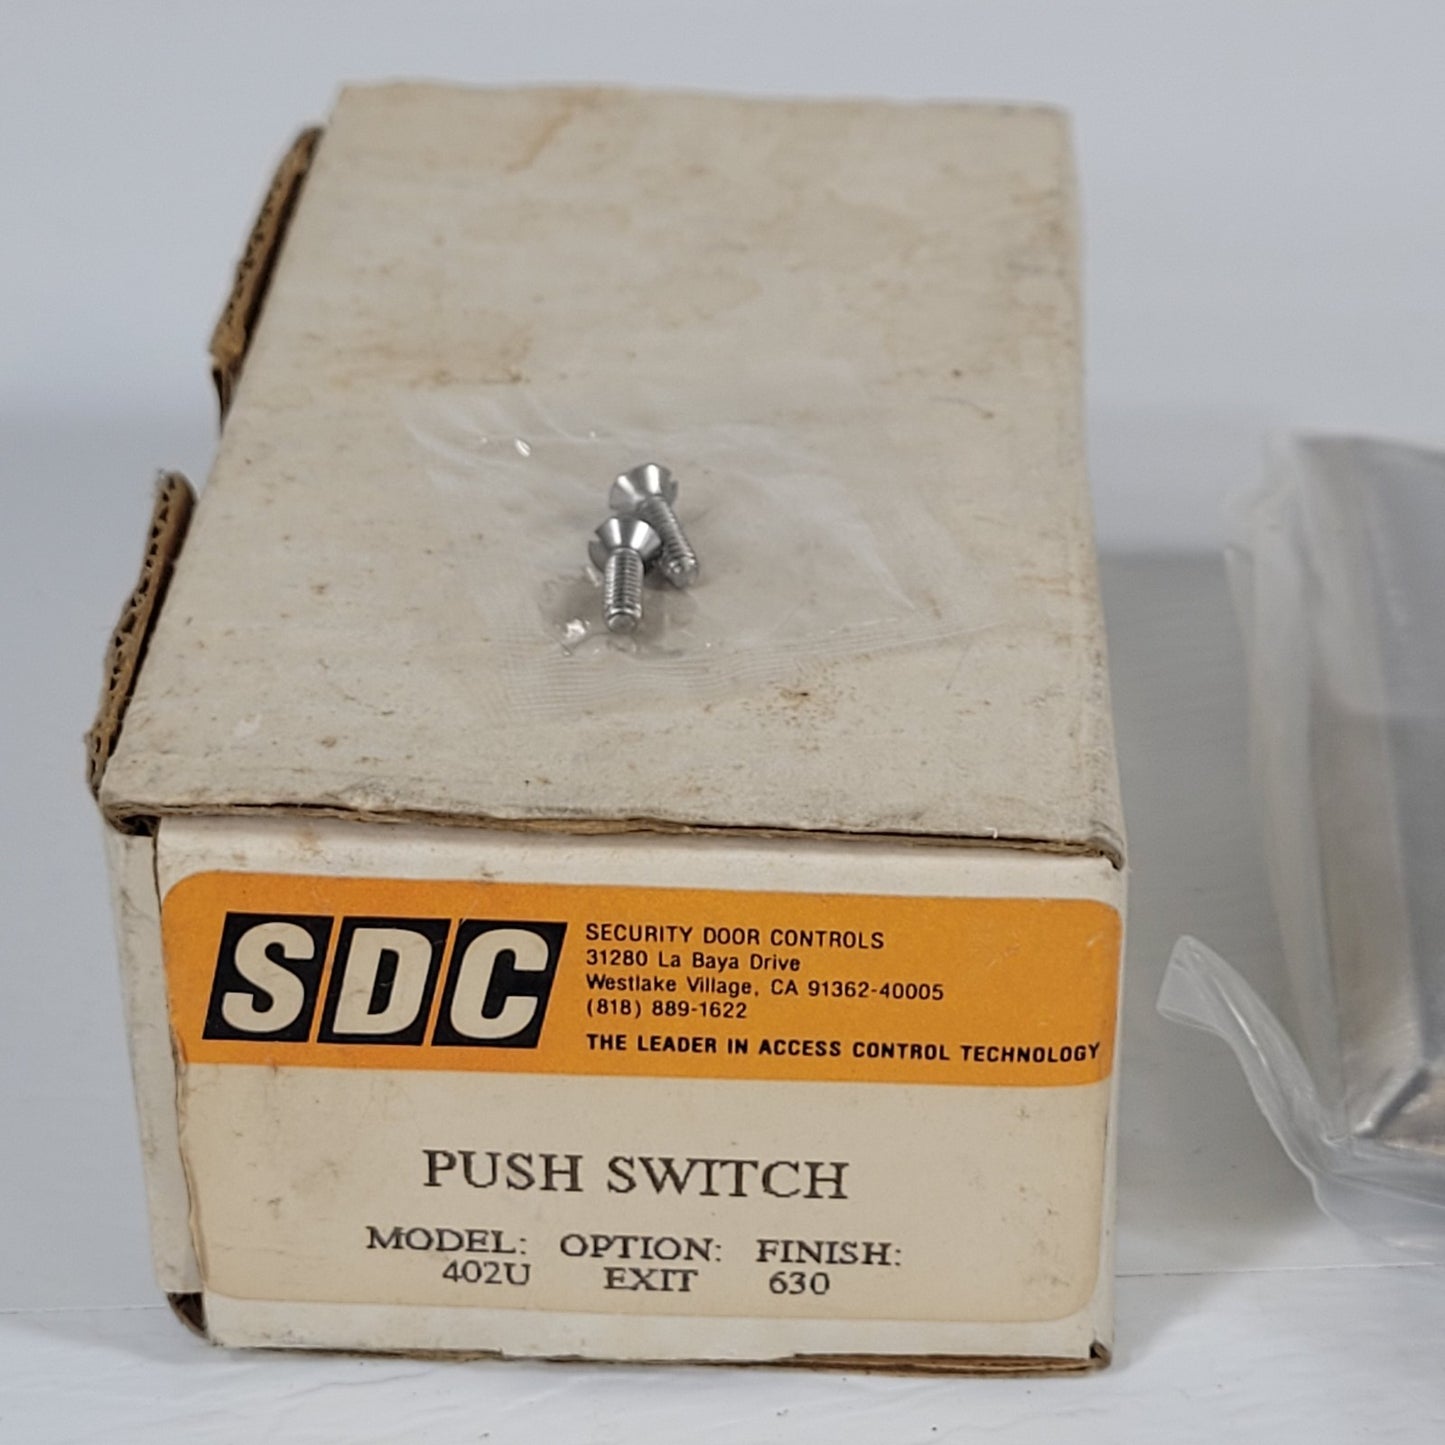 SDC
SECURITY DOOR CONTROLS
31280 La Baya Drive
Westlake Village, CA 91362-40005
(818) 889-1622
THE LEADER IN ACCESS CONTROL TECHNOLOGY
PUSH SWITCH
MODEL: OPTION: FINISH:
402U EXIT 630